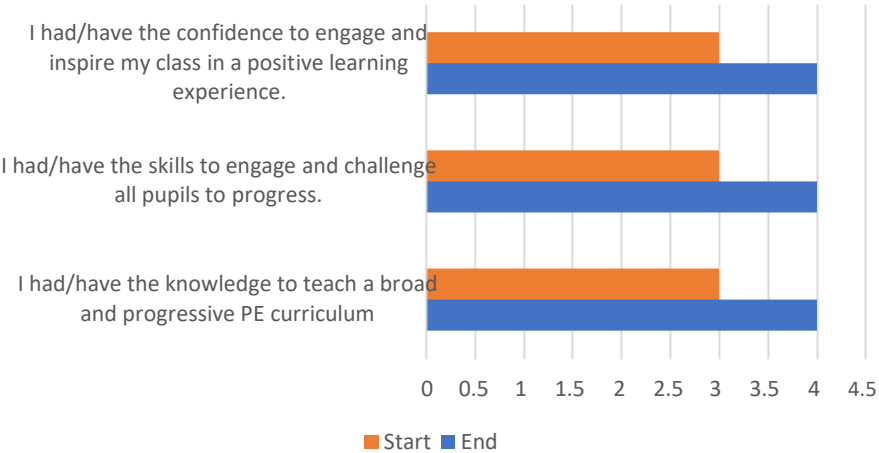 I had/have the confidence to engage and
inspire my class in a positive learning
experience.
I had/have the skills to engage and challenge
all pupils to progress.
I had/have the knowledge to teach a broad
and progressive PE curriculum
0 0.5 1 1.5 2 2.5 3 3.5 4 4.5
Start End